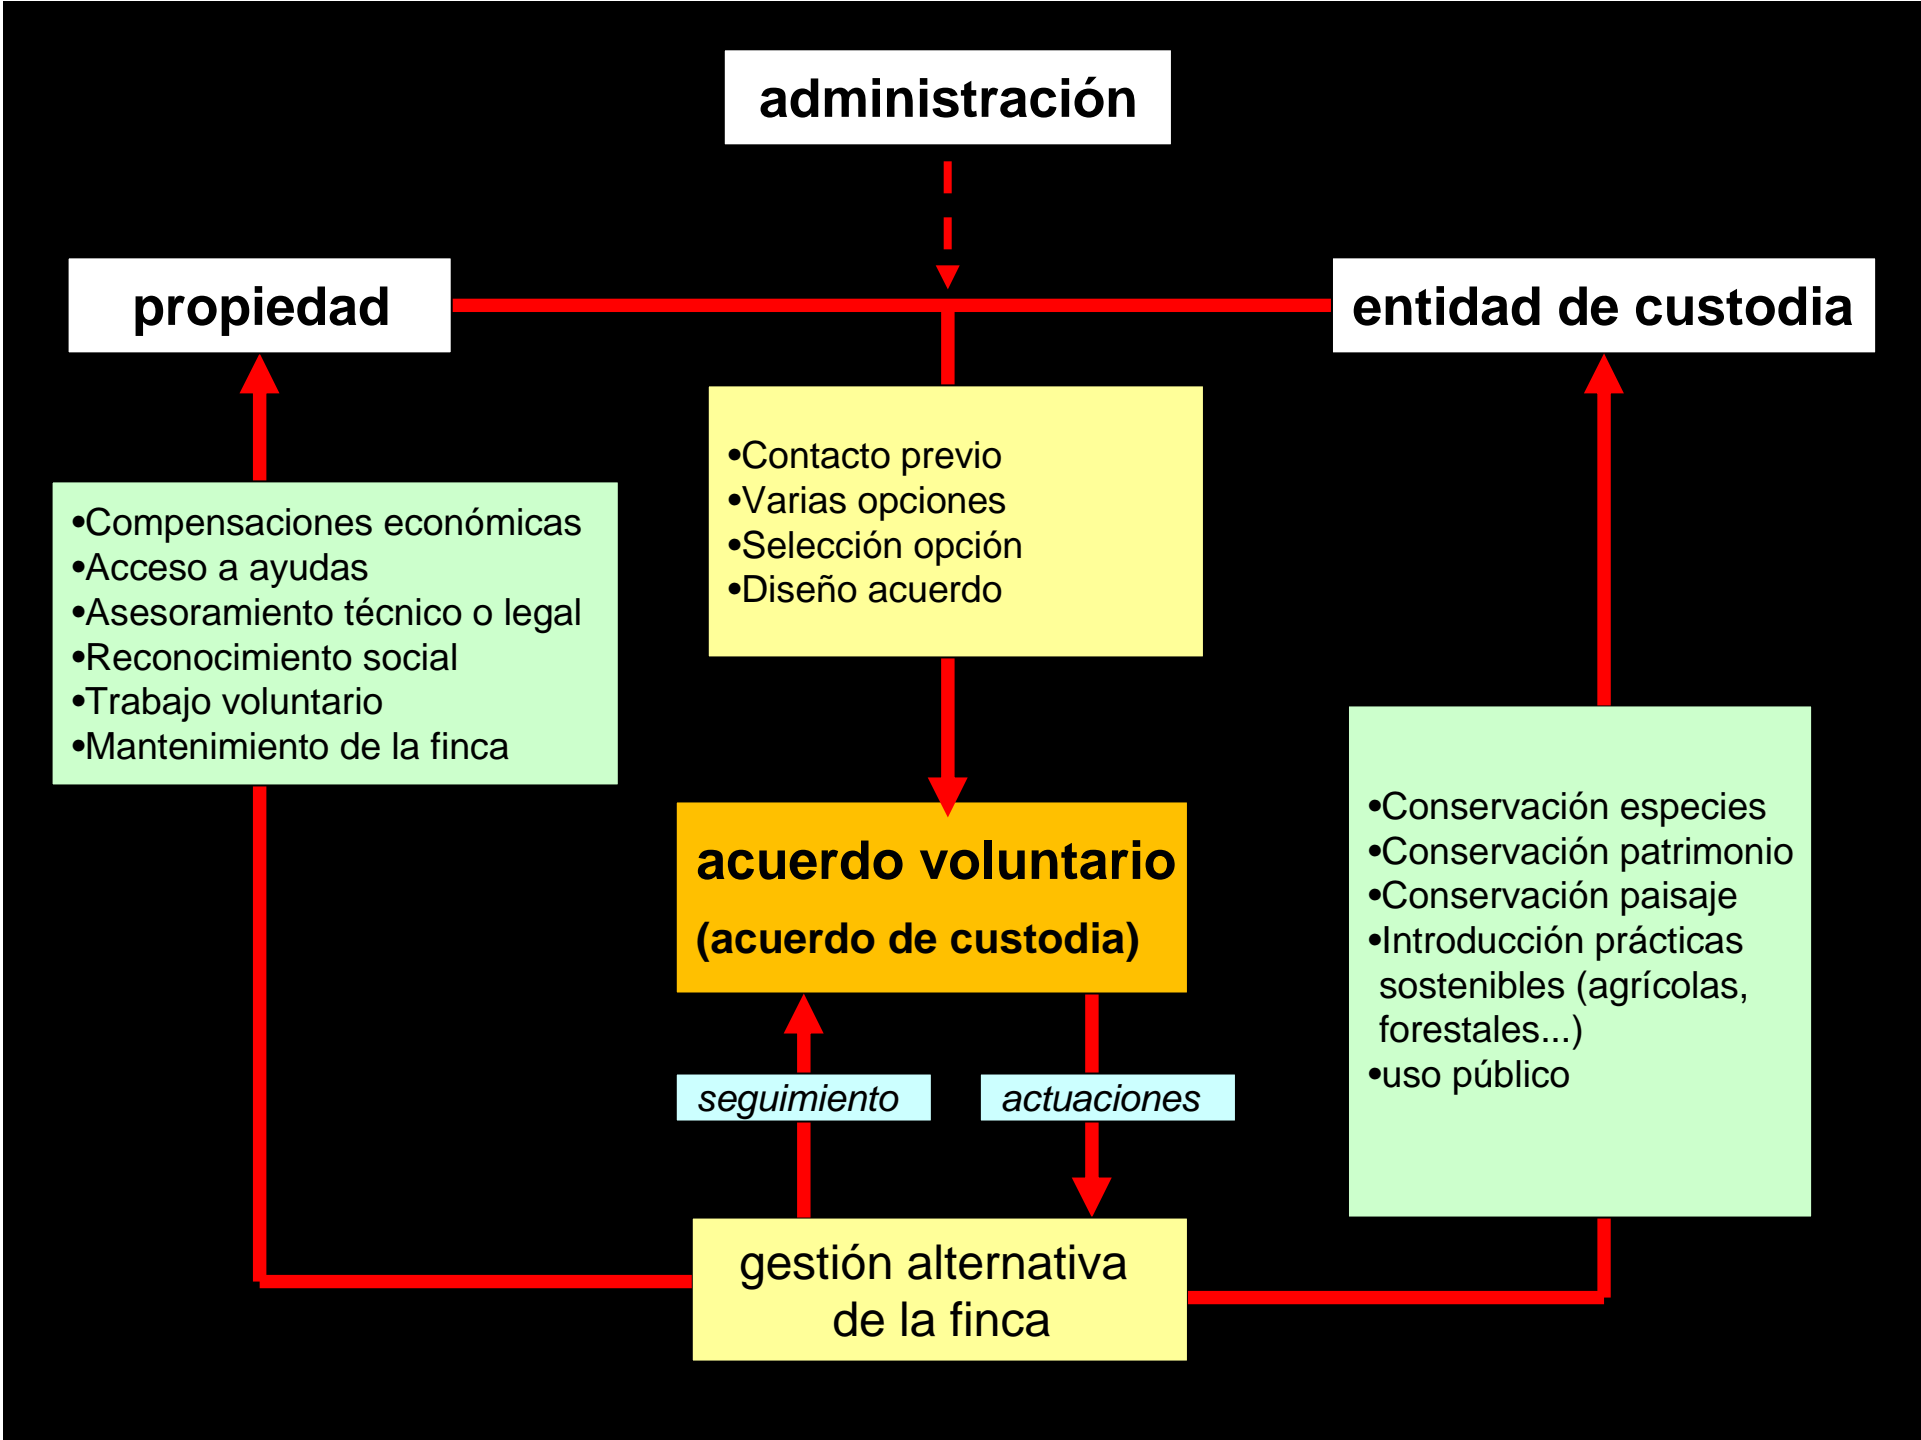 administración
propiedad
entidad de custodia
•Contacto previo
•Varias opciones
•Selección opción
•Diseño acuerdo
•Compensaciones económicas
•Acceso a ayudas
•Asesoramiento técnico o legal
•Reconocimiento social
•Trabajo voluntario
•Mantenimiento de la finca
•Conservación especies
•Conservación patrimonio
•Conservación paisaje
•Introducción prácticas
sostenibles (agrícolas,
forestales...)
•uso público
acuerdo voluntario
(acuerdo de custodia)
seguimiento
actuaciones
gestión alternativa
de la finca